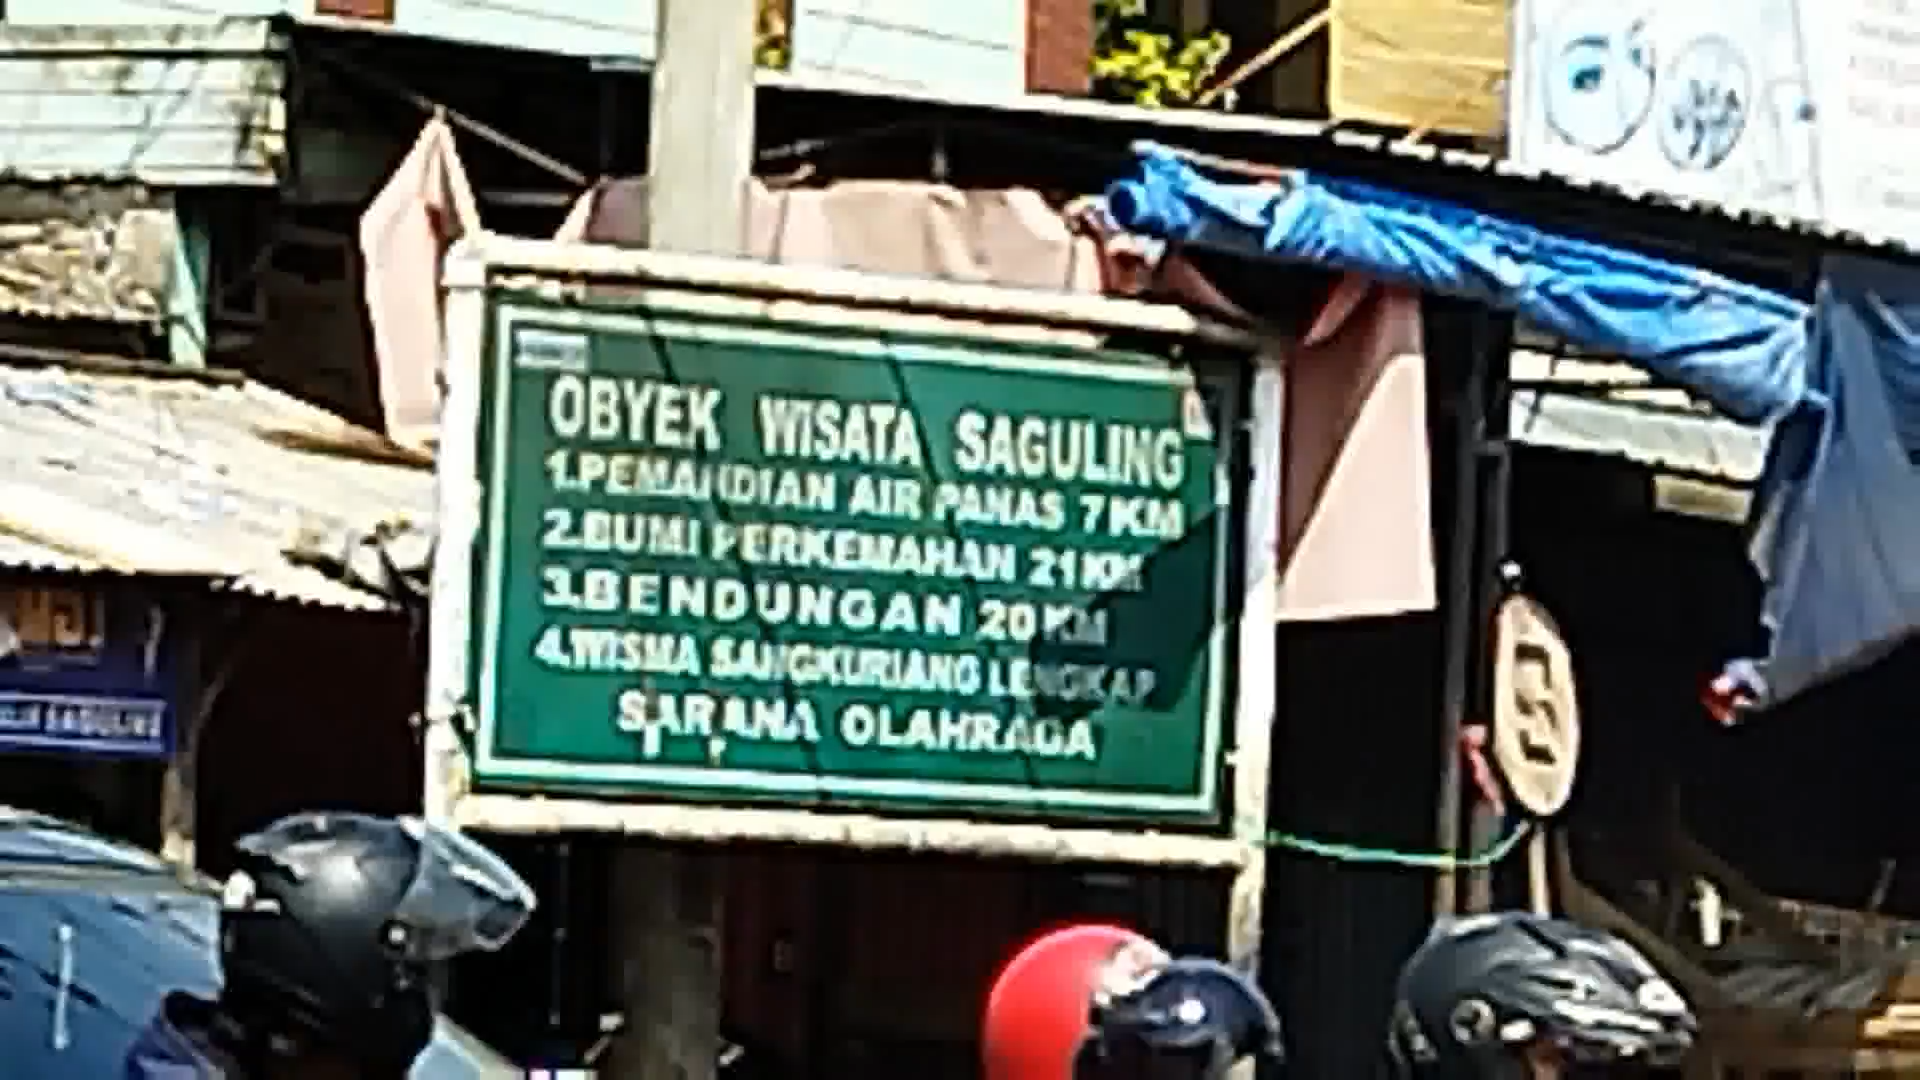 OBYEK WISATA SAGULING
1.PEMANDIAN AIR PANAS 7KM
2.BUMI PERKEMAHAN 21KM
3.BENDUNGAN 20KM
4.WISMA SANGKURIANG LENGKAP
SARANA OLAHRAGA